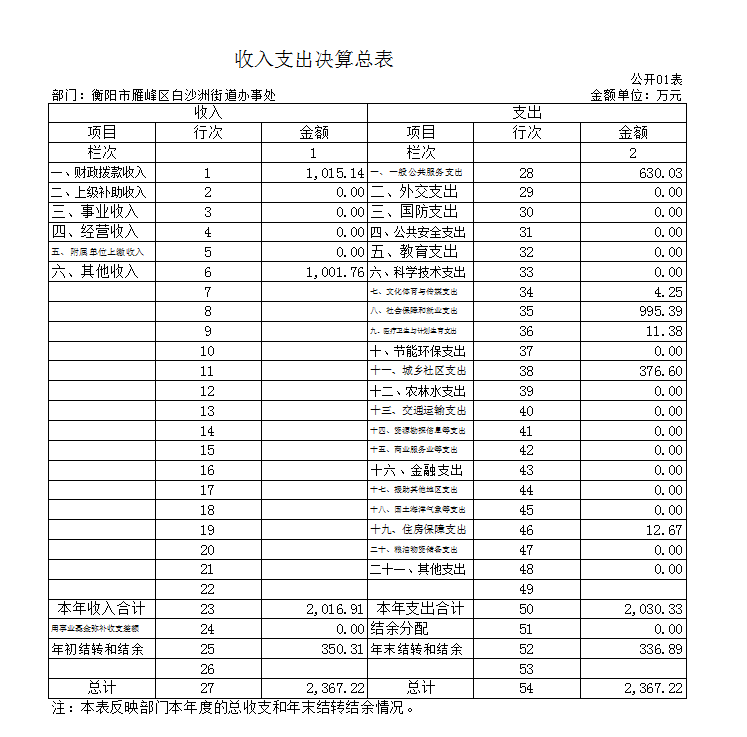 收入支出决算总表
公开01表
部门：衡阳市雁峰区白沙洲街道办事处 金额单位：万元
收入 支出
项目 行次 金额 项目 行次 金额
栏次 1 栏次 2
一、财政拨款收入 1 1,015.14 一、一般公共服务支出 28 630.03
二、上级补助收入 2 0.00 二、外交支出 29 0.00
三、事业收入 3 0.00 三、国防支出 30 0.00
四、经营收入 4 0.00 四、公共安全支出 31 0.00
五、附属单位上缴收入 5 0.00 五、教育支出 32 0.00
六、其他收入 6 1,001.76 六、科学技术支出 33 0.00
7 七、文化体育与传媒支出 34 4.25
8 八、社会保障和就业支出 35 995.39
9 九、医疗卫生与计划生育支出 36 11.38
10 十、节能环保支出 37 0.00
11 十一、城乡社区支出 38 376.60
12 十二、农林水支出 39 0.00
13 十三、交通运输支出 40 0.00
14 十四、资源勘探信息等支出 41 0.00
15 十五、商业服务业等支出 42 0.00
16 十六、金融支出 43 0.00
17 十七、援助其他地区支出 44 0.00
18 十八、国土海洋气象等支出 45 0.00
19 十九、住房保障支出 46 12.67
20 二十、粮油物资储备支出 47 0.00
21 二十一、其他支出 48 0.00
22 49
本年收入合计 23 2,016.91 本年支出合计 50 2,030.33
用事业基金弥补收支差额 24 0.00 结余分配 51 0.00
年初结转和结余 25 350.31 年末结转和结余 52 336.89
26 53
总计 27 2,367.22 总计 54 2,367.22
注：本表反映部门本年度的总收支和年末结转结余情况。